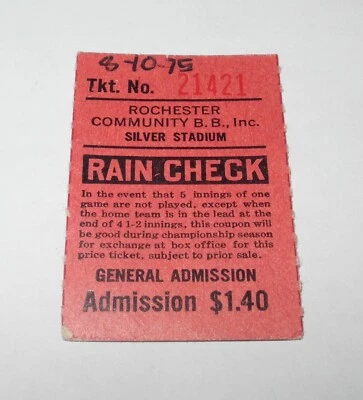 8-10-75
Tkt. No. 21421
ROCHESTER
COMMUNITY B.B., Inc.
SILVER STADIUM
RAIN CHECK
In the event that 5 innings of one
game are not played, except when
the home team is in the lead at the
end of 4 1-2 innings, this coupon will
be good during championship season
for exchange at box office for this
price ticket, subject to prior sale.
GENERAL ADMISSION
Admission $1.40